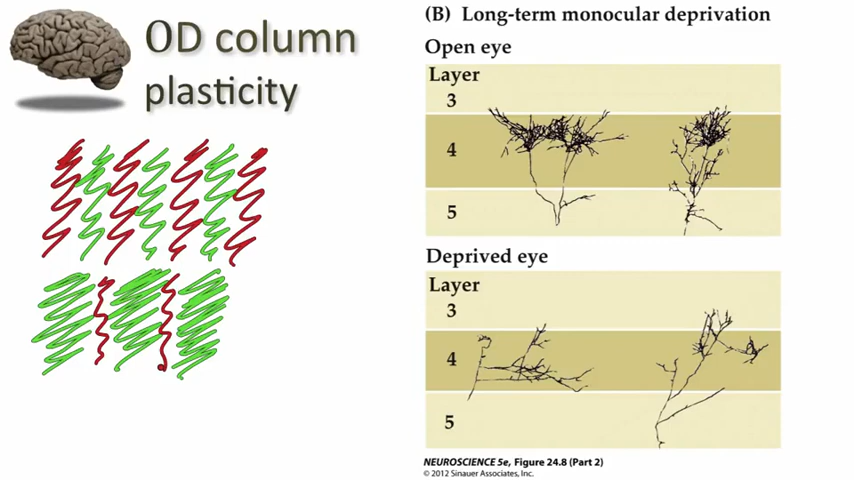 OD column
plasticity
(B) Long-term monocular deprivation
Open eye
Layer
3
4
5
Deprived eye
Layer
3
4
5
NEUROSCIENCE 5e, Figure 24.8 (Part 2)
© 2012 Sinauer Associates, Inc.